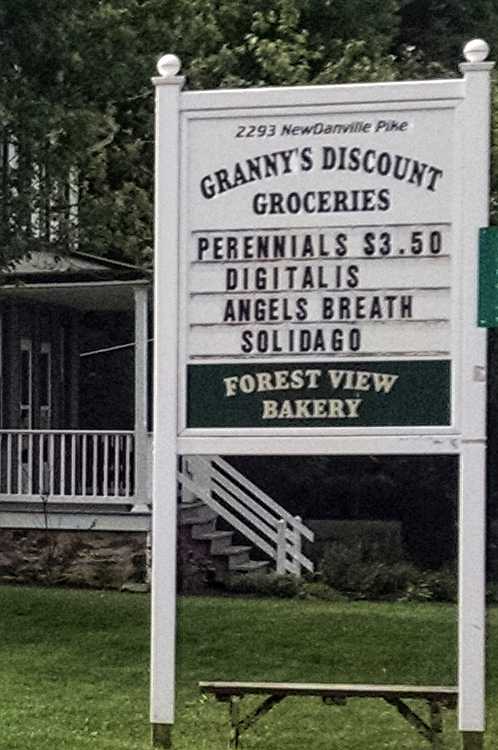 2293 NewDanville Pike
GRANNY'S DISCOUNT
GROCERIES
PERENNIALS $3.50
DIGITALIS
ANGELS BREATH
SOLIDAGO
FOREST VIEW
BAKERY